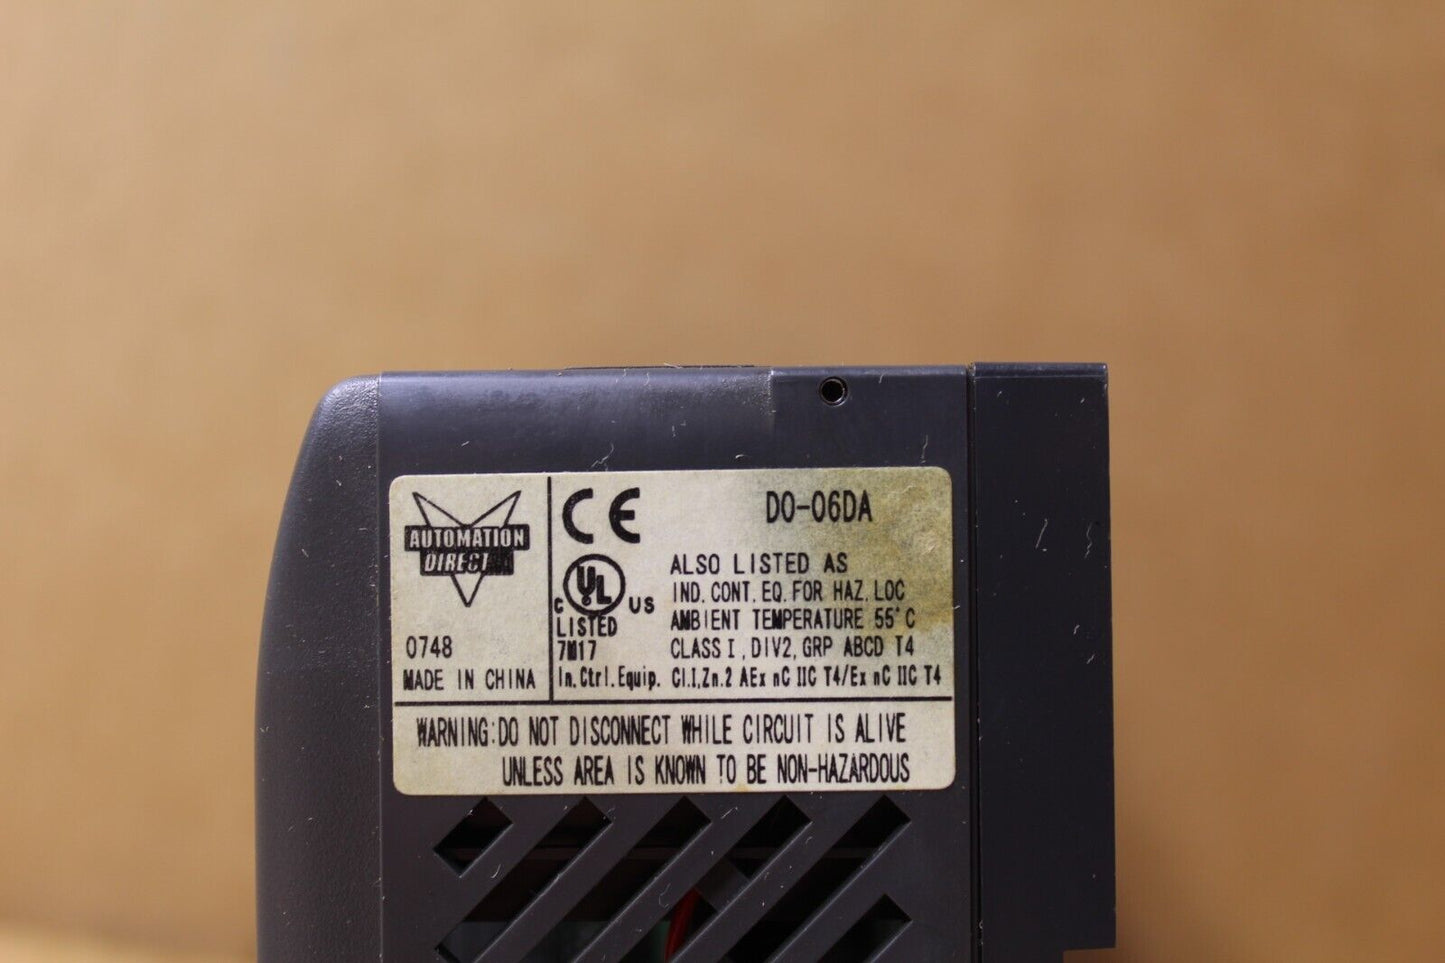 AUTOMATION
DIRECT
0748
MADE IN CHINA
CE
C UL US
LISTED
7M17
In.Ctrl.Equip.
D0-06DA
ALSO LISTED AS
IND.CONT.EQ.FOR HAZ.LOC
AMBIENT TEMPERATURE 55°C
CLASS I, DIV2, GRP ABCD T4
Cl.I,Zn.2 AEx nC IIC T4/Ex nC IIC T4
WARNING:DO NOT DISCONNECT WHILE CIRCUIT IS ALIVE
UNLESS AREA IS KNOWN TO BE NON-HAZARDOUS